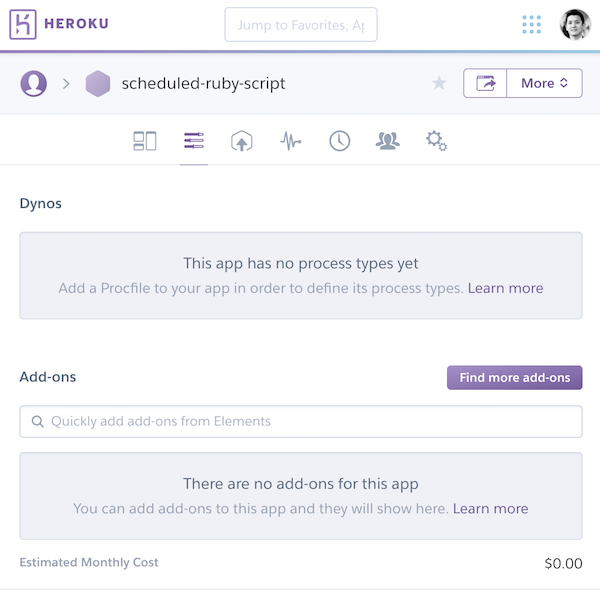 HEROKU
Jump to Favorites, Ap
scheduled-ruby-script
More
Dynos
This app has no process types yet
Add a Procfile to your app in order to define its process types. Learn more
Add-ons
Find more add-ons
Quickly add add-ons from Elements
There are no add-ons for this app
You can add add-ons to this app and they will show here. Learn more
Estimated Monthly Cost
$0.00